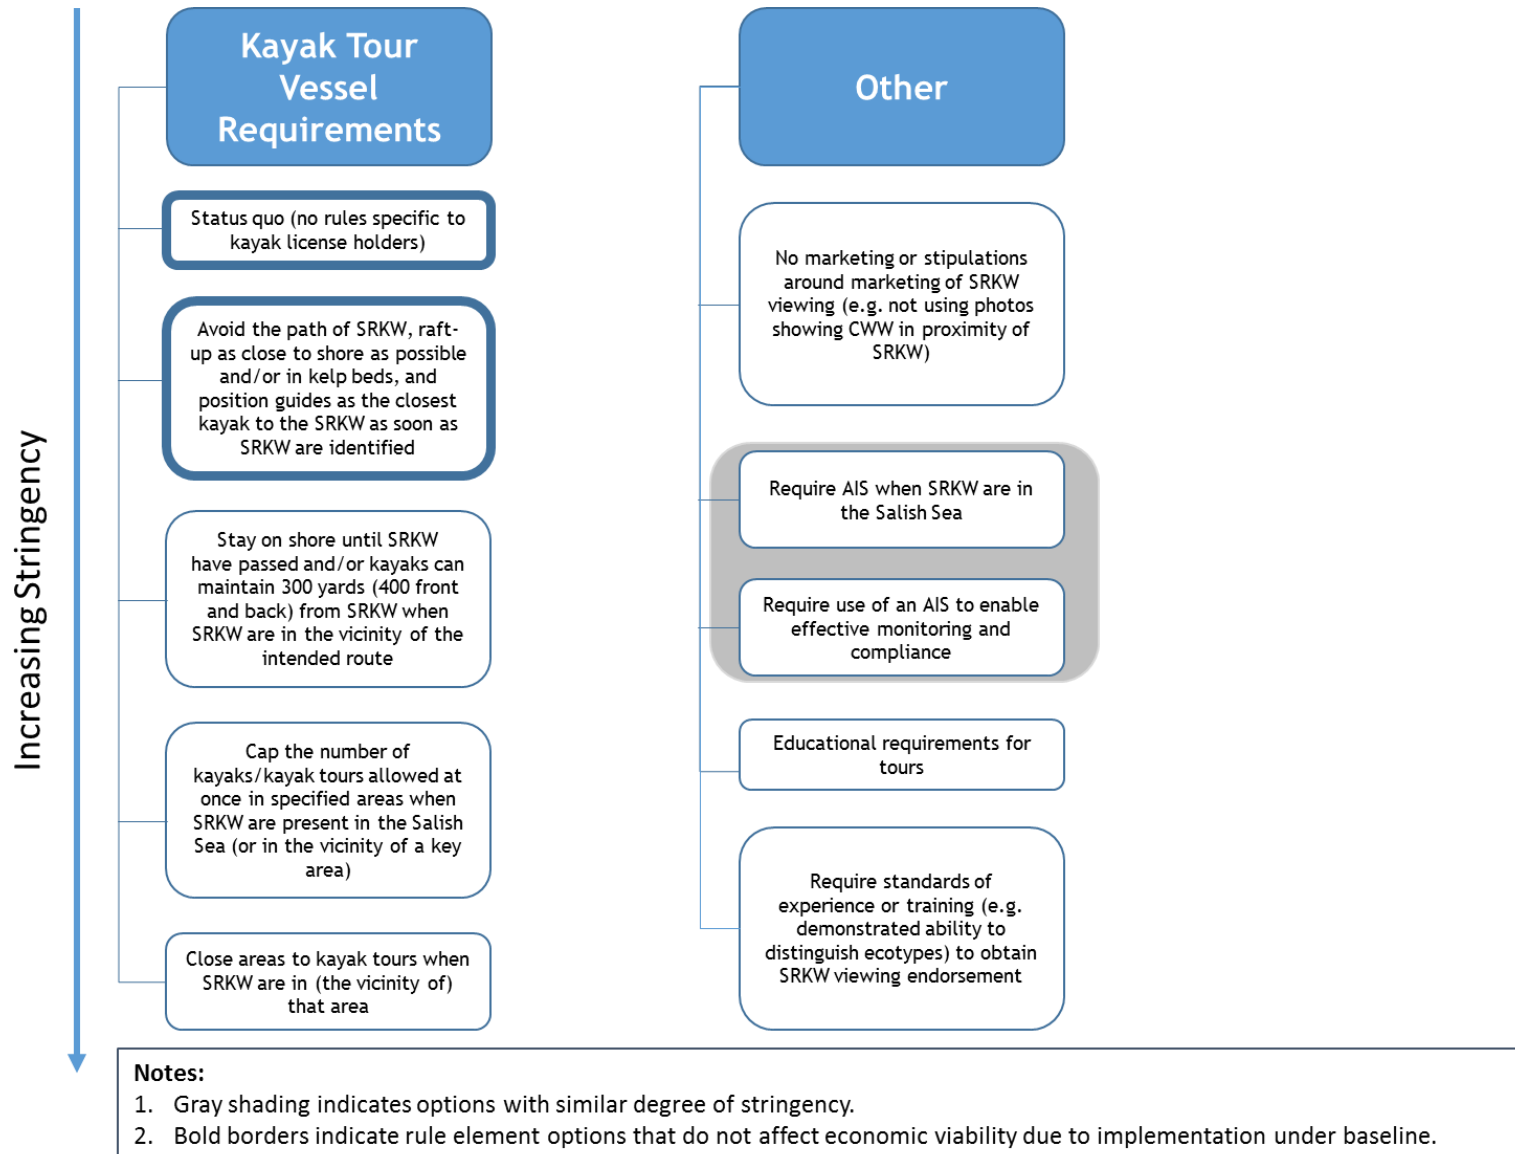 Increasing Stringency
Kayak Tour
Vessel
Requirements
Status quo (no rules specific to
kayak license holders)
Avoid the path of SRKW, raft-
up as close to shore as possible
and/or in kelp beds, and
position guides as the closest
kayak to the SRKW as soon as
SRKW are identified
Stay on shore until SRKW
have passed and/or kayaks can
maintain 300 yards (400 front
and back) from SRKW when
SRKW are in the vicinity of the
intended route
Cap the number of
kayaks/kayak tours allowed at
once in specified areas when
SRKW are present in the Salish
Sea (or in the vicinity of a key
area)
Close areas to kayak tours when
SRKW are in (the vicinity of)
that area
Other
No marketing or stipulations
around marketing of SRKW
viewing (e.g. not using photos
showing CWW in proximity of
SRKW)
Require AIS when SRKW are in
the Salish Sea
Require use of an AIS to enable
effective monitoring and
compliance
Educational requirements for
tours
Require standards of
experience or training (e.g.
demonstrated ability to
distinguish ecotypes) to obtain
SRKW viewing endorsement
Notes:
1. Gray shading indicates options with similar degree of stringency.
2. Bold borders indicate rule element options that do not affect economic viability due to implementation under baseline.